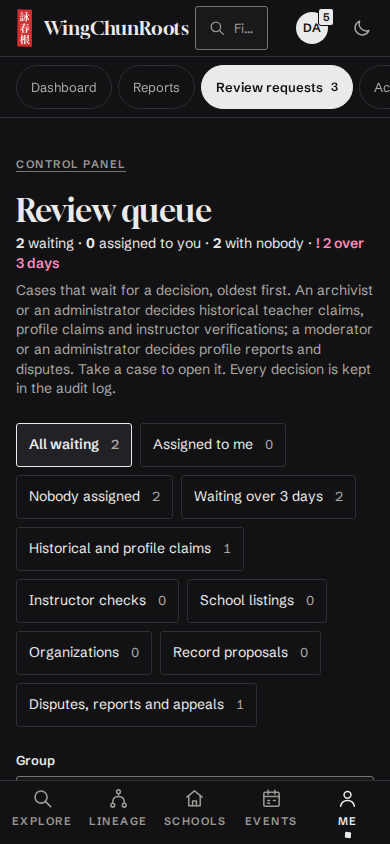 詠春根
WingChunRoots
Fi...
DA
5
Dashboard
Reports
Review requests 3
Ac
CONTROL PANEL
Review queue
2 waiting · 0 assigned to you · 2 with nobody · ! 2 over
3 days
Cases that wait for a decision, oldest first. An archivist
or an administrator decides historical teacher claims,
profile claims and instructor verifications; a moderator
or an administrator decides profile reports and
disputes. Take a case to open it. Every decision is kept
in the audit log.
All waiting 2
Assigned to me 0
Nobody assigned 2
Waiting over 3 days 2
Historical and profile claims 1
Instructor checks 0
School listings 0
Organizations 0
Record proposals 0
Disputes, reports and appeals 1
Group
EXPLORE
LINEAGE
SCHOOLS
EVENTS
ME